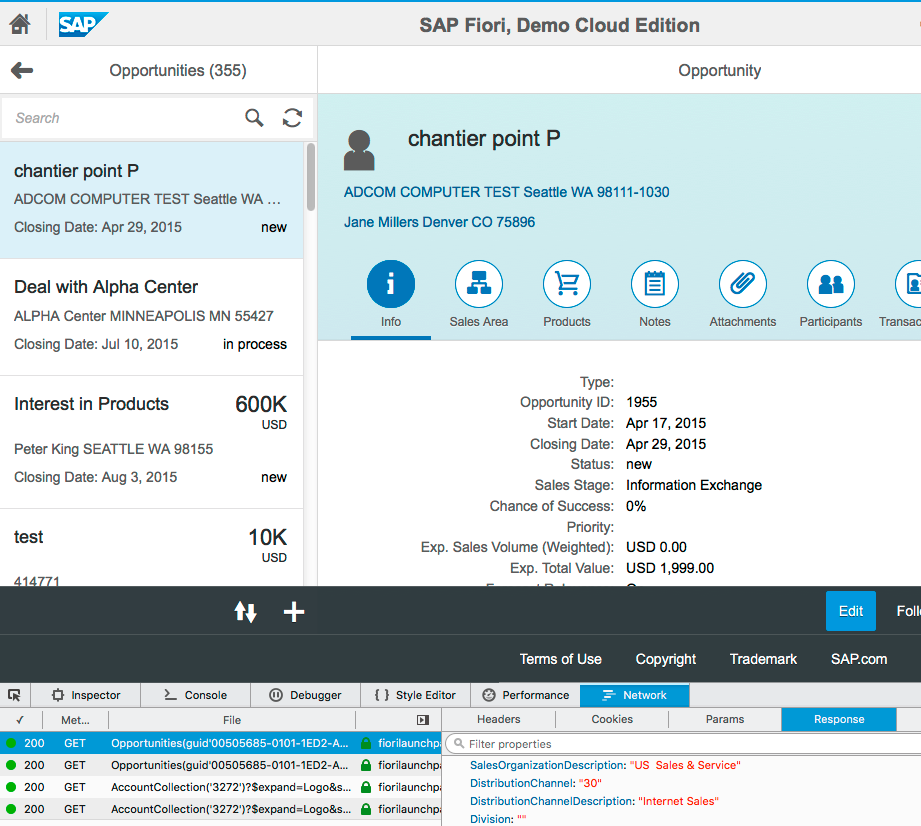 SAP
SAP Fiori, Demo Cloud Edition
Opportunities (355)
Opportunity
Search
chantier point P
ADCOM COMPUTER TEST Seattle WA ...
Closing Date: Apr 29, 2015 new
Deal with Alpha Center
ALPHA Center MINNEAPOLIS MN 55427
Closing Date: Jul 10, 2015 in process
Interest in Products 600K
USD
Peter King SEATTLE WA 98155
Closing Date: Aug 3, 2015 new
test 10K
USD
414771
chantier point P
ADCOM COMPUTER TEST Seattle WA 98111-1030
Jane Millers Denver CO 75896
Info Sales Area Products Notes Attachments Participants Transac
Type:
Opportunity ID: 1955
Start Date: Apr 17, 2015
Closing Date: Apr 29, 2015
Status: new
Sales Stage: Information Exchange
Chance of Success: 0%
Priority:
Exp. Sales Volume (Weighted): USD 0.00
Exp. Total Value: USD 1,999.00
Edit Foll
Terms of Use Copyright Trademark SAP.com
Inspector Console Debugger Style Editor Performance Network
✓ Met... File
Headers Cookies Params Response
200 GET Opportunities(guid'00505685-0101-1ED2-A... fiorilaunchpa
200 GET Opportunities(guid'00505685-0101-1ED2-A... fiorilaunchpa
200 GET AccountCollection('3272')?$expand=Logo&s... fiorilaunchpa
200 GET AccountCollection('3272')?$expand=Logo&s... fiorilaunchpa
Filter properties
SalesOrganizationDescription: "US Sales & Service"
DistributionChannel: "30"
DistributionChannelDescription: "Internet Sales"
Division: ""